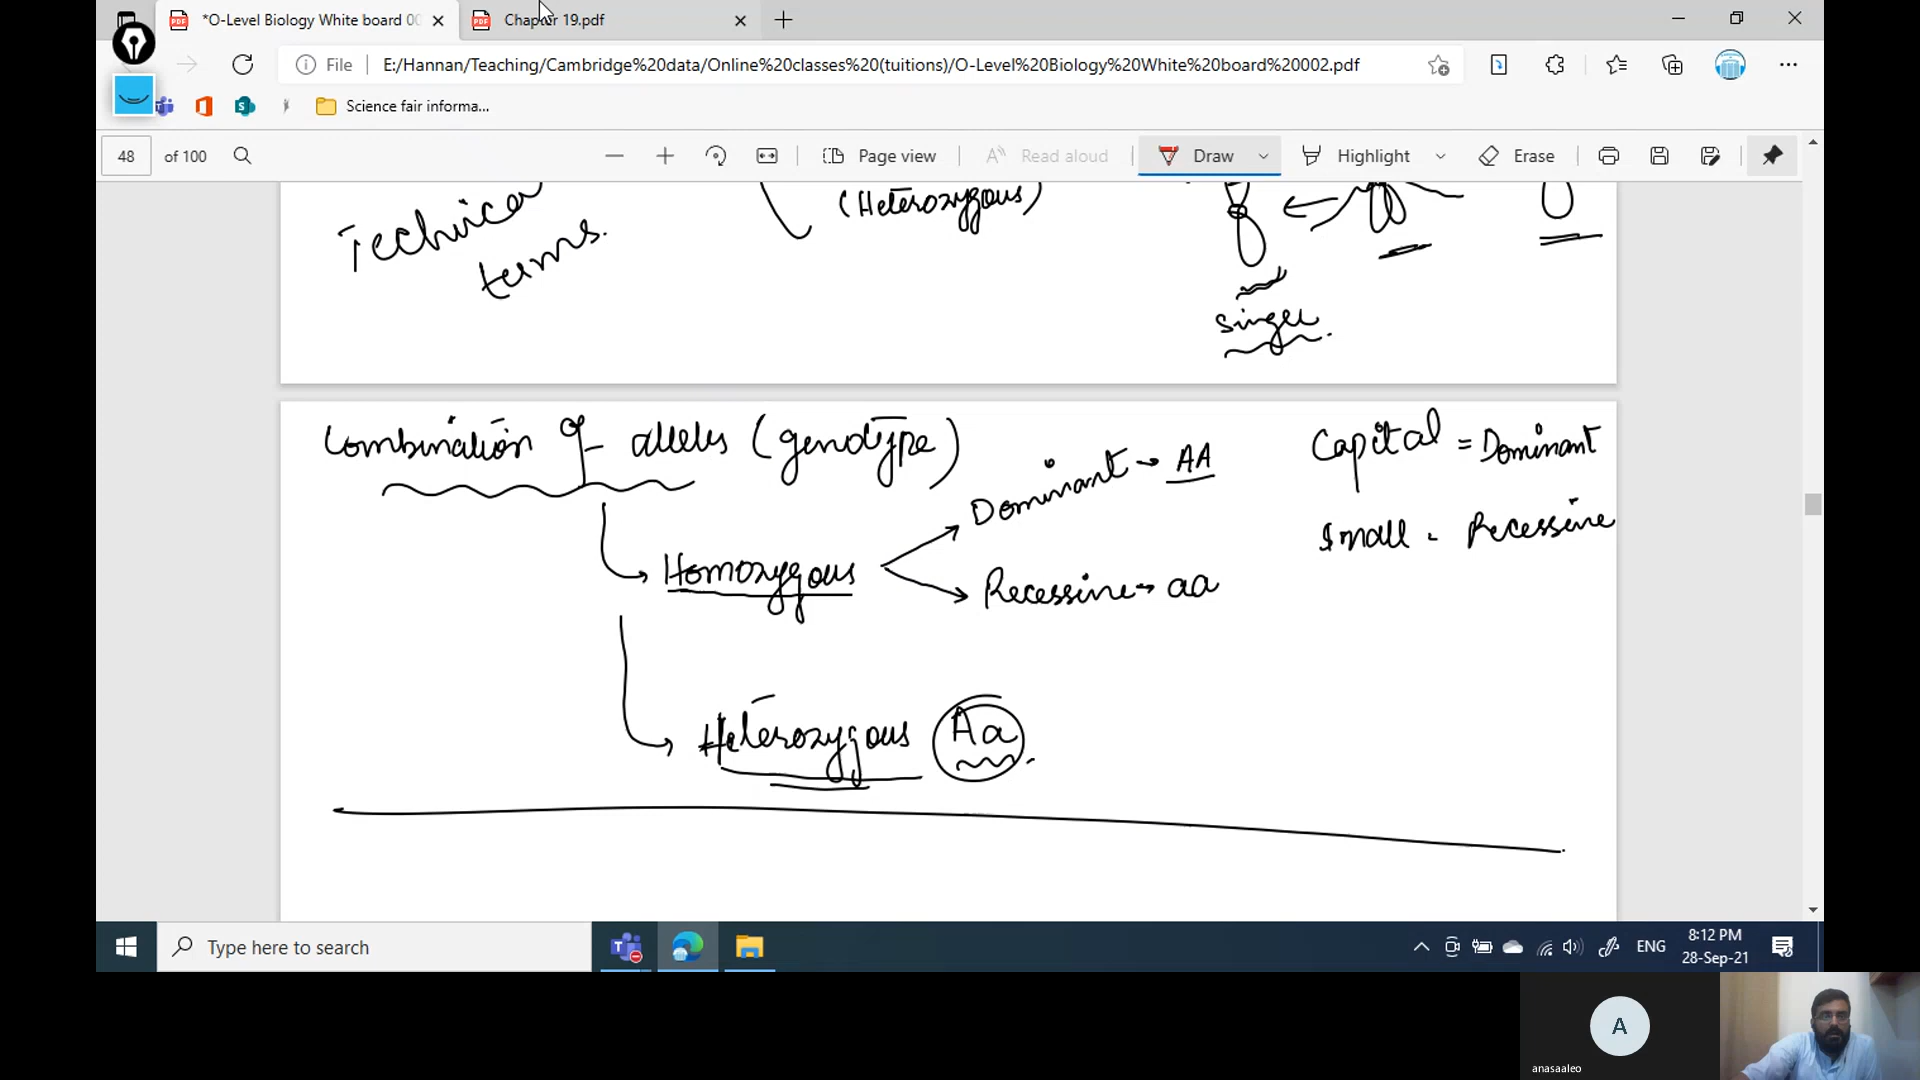 *O-Level Biology White board 00
Chapter 19.pdf
File
E:/Hannan/Teaching/Cambridge%20data/Online%20classes%20(tuitions)/O-Level%20Biology%20White%20board%20002.pdf
Science fair informa...
48 of 100
Page view
Read aloud
Draw
Highlight
Erase
Technical
terms.
(Heterozygous)
singer.
Combination of alleles (genotype)
Capital = Dominant
Dominant → AA
Small = Recessive
Homozygous
Recessive → aa
Heterozygous Aa.
Type here to search
ENG
8:12 PM
28-Sep-21
A
anasaaleo